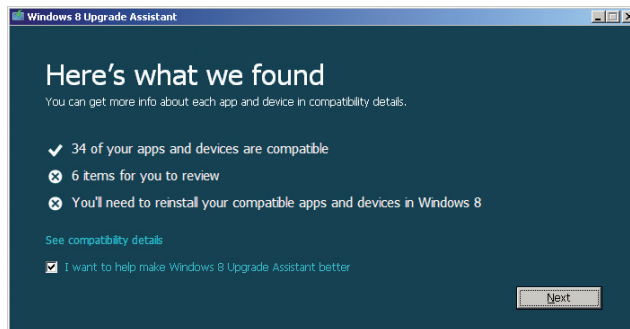 Windows 8 Upgrade Assistant
Here's what we found
You can get more info about each app and device in compatibility details.
34 of your apps and devices are compatible
6 items for you to review
You'll need to reinstall your compatible apps and devices in Windows 8
See compatibility details
I want to help make Windows 8 Upgrade Assistant better
Next